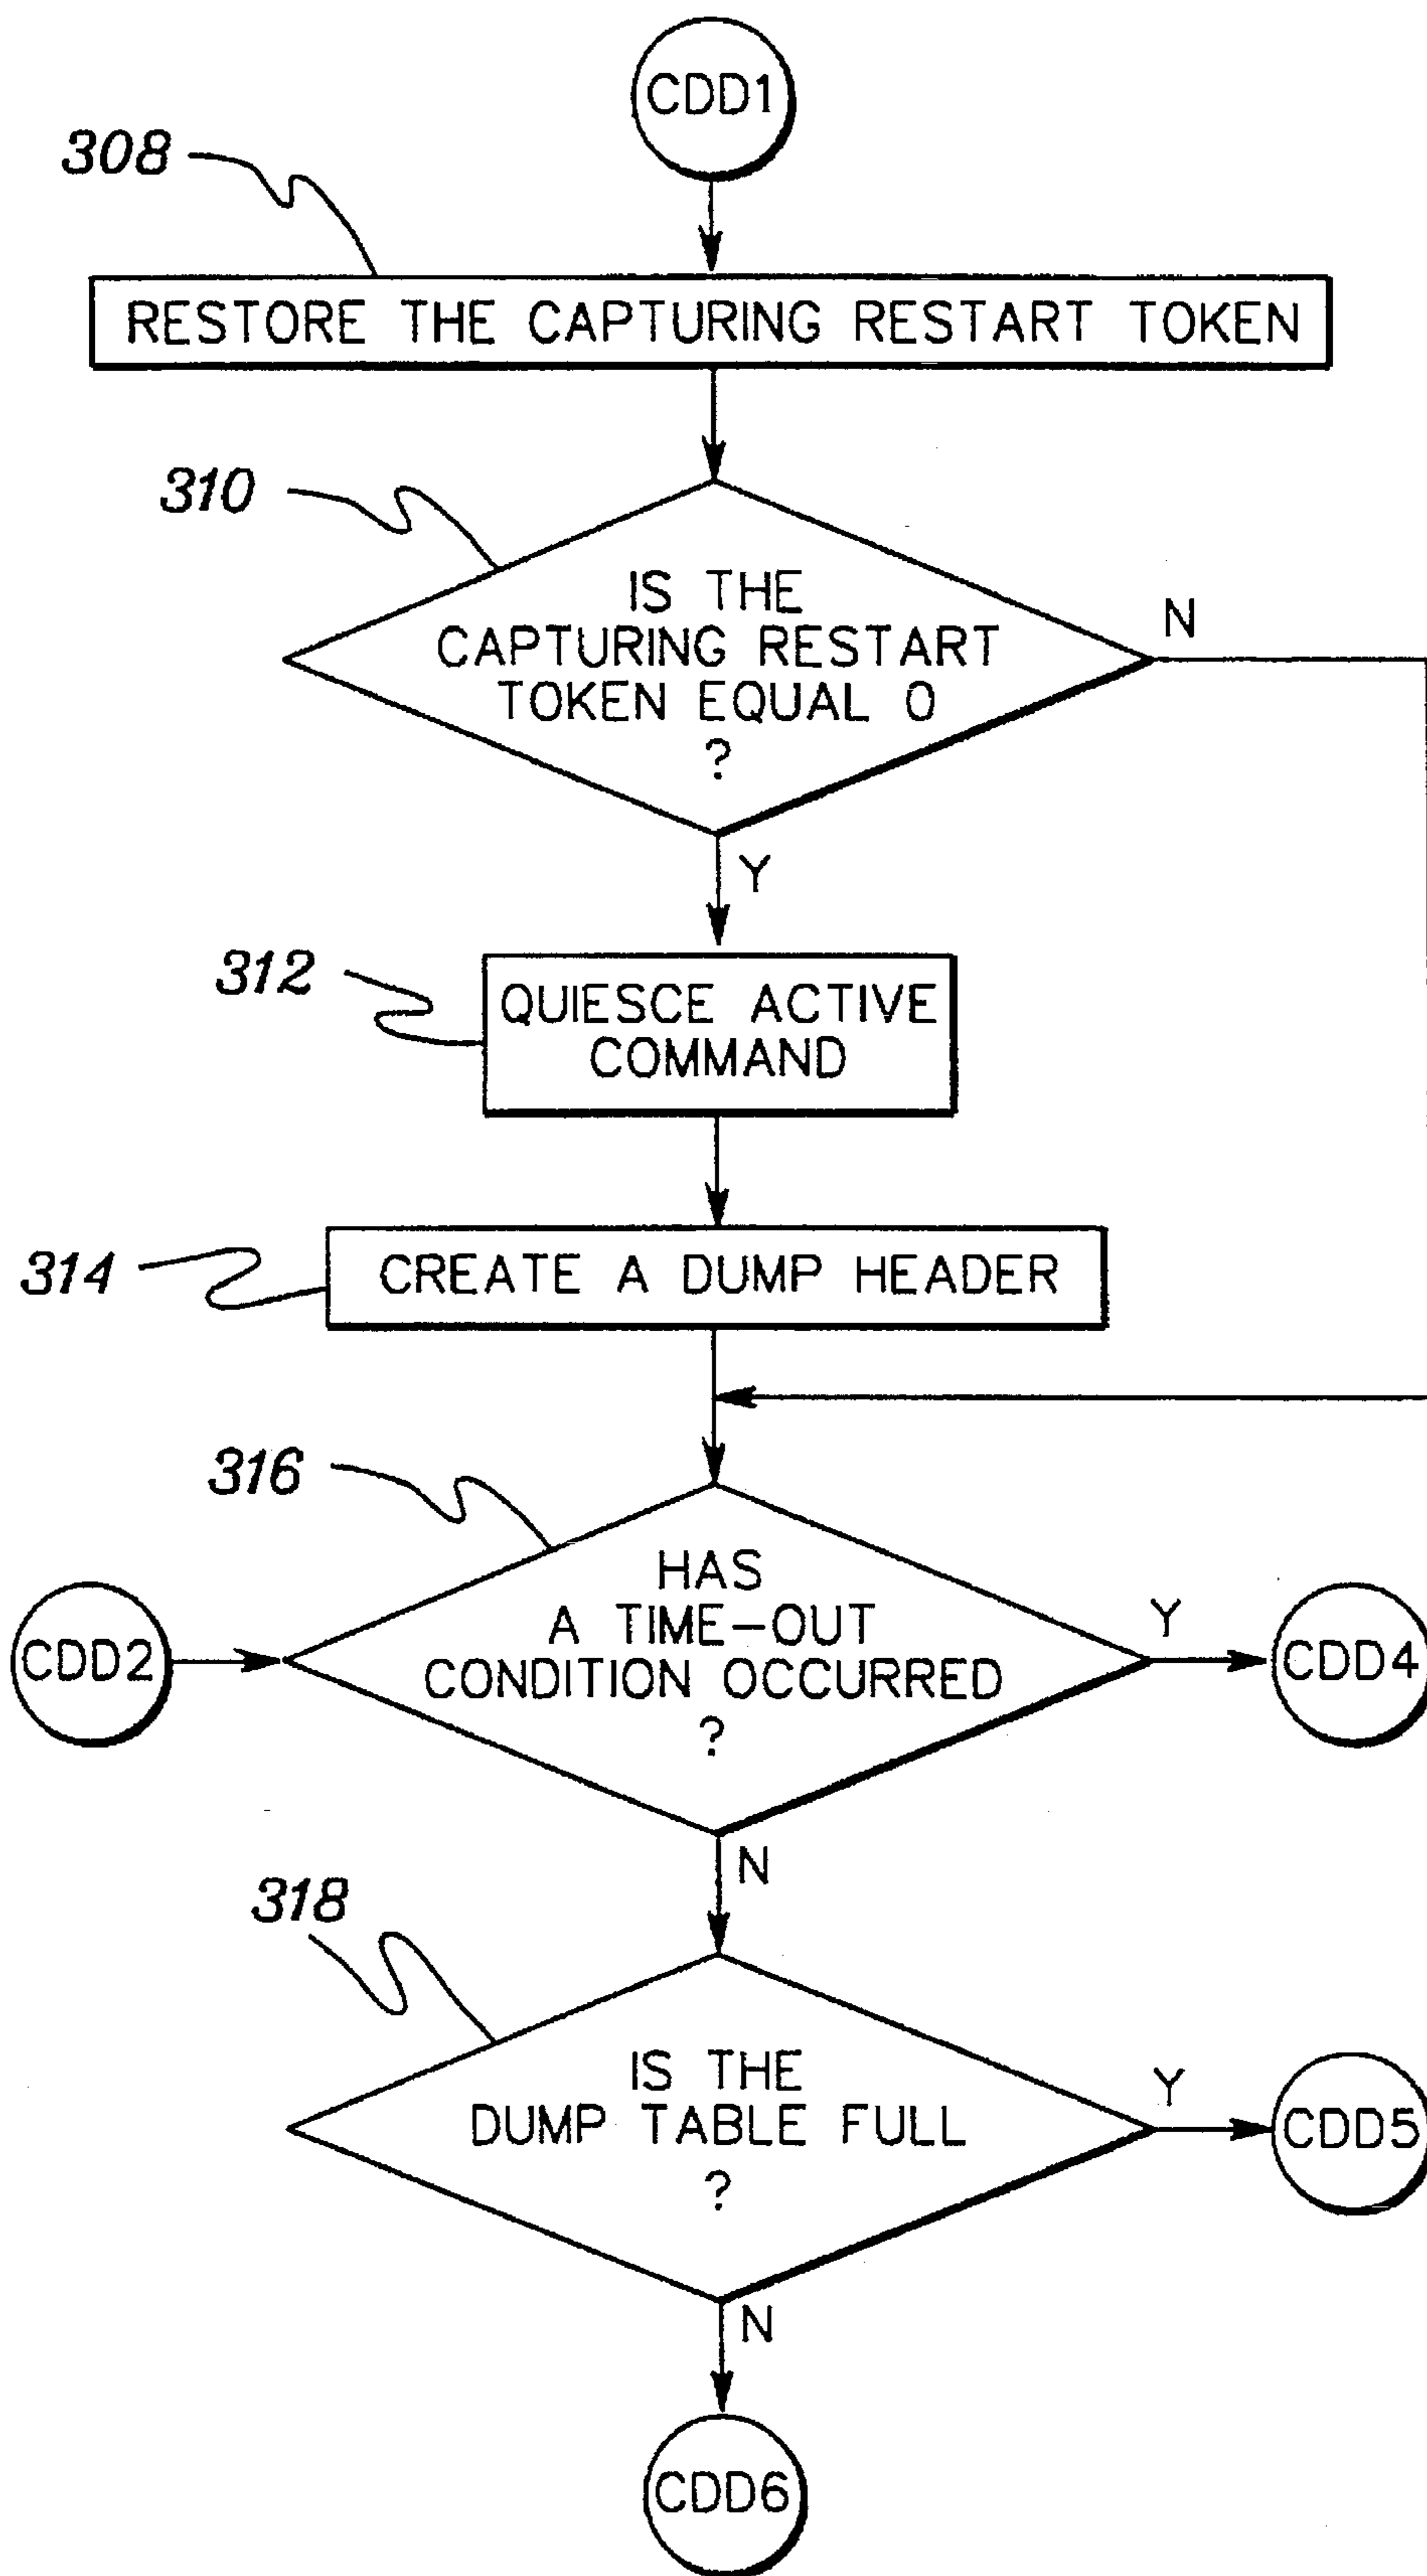 CDD1
308
RESTORE THE CAPTURING RESTART TOKEN
310
IS THE
CAPTURING RESTART
TOKEN EQUAL 0
?
N
Y
312
QUIESCE ACTIVE
COMMAND
314
CREATE A DUMP HEADER
316
HAS
A TIME-OUT
CONDITION OCCURRED
?
CDD2
Y
CDD4
N
318
IS THE
DUMP TABLE FULL
?
Y
CDD5
N
CDD6